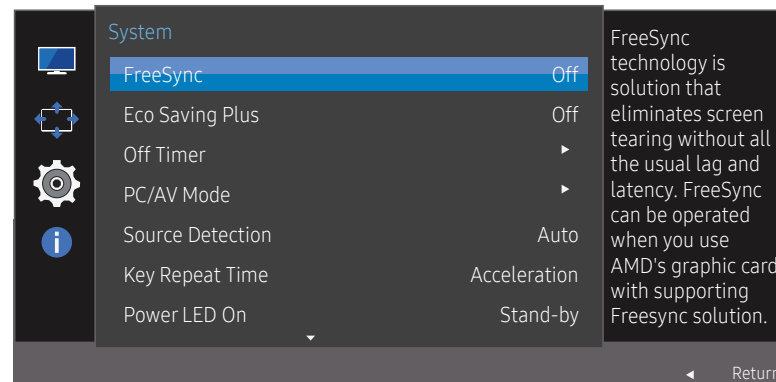 System
FreeSync Off
Eco Saving Plus Off
Off Timer
PC/AV Mode
Source Detection Auto
Key Repeat Time Acceleration
Power LED On Stand-by
FreeSync
technology is
solution that
eliminates screen
tearing without all
the usual lag and
latency. FreeSync
can be operated
when you use
AMD's graphic card
with supporting
Freesync solution.
Return